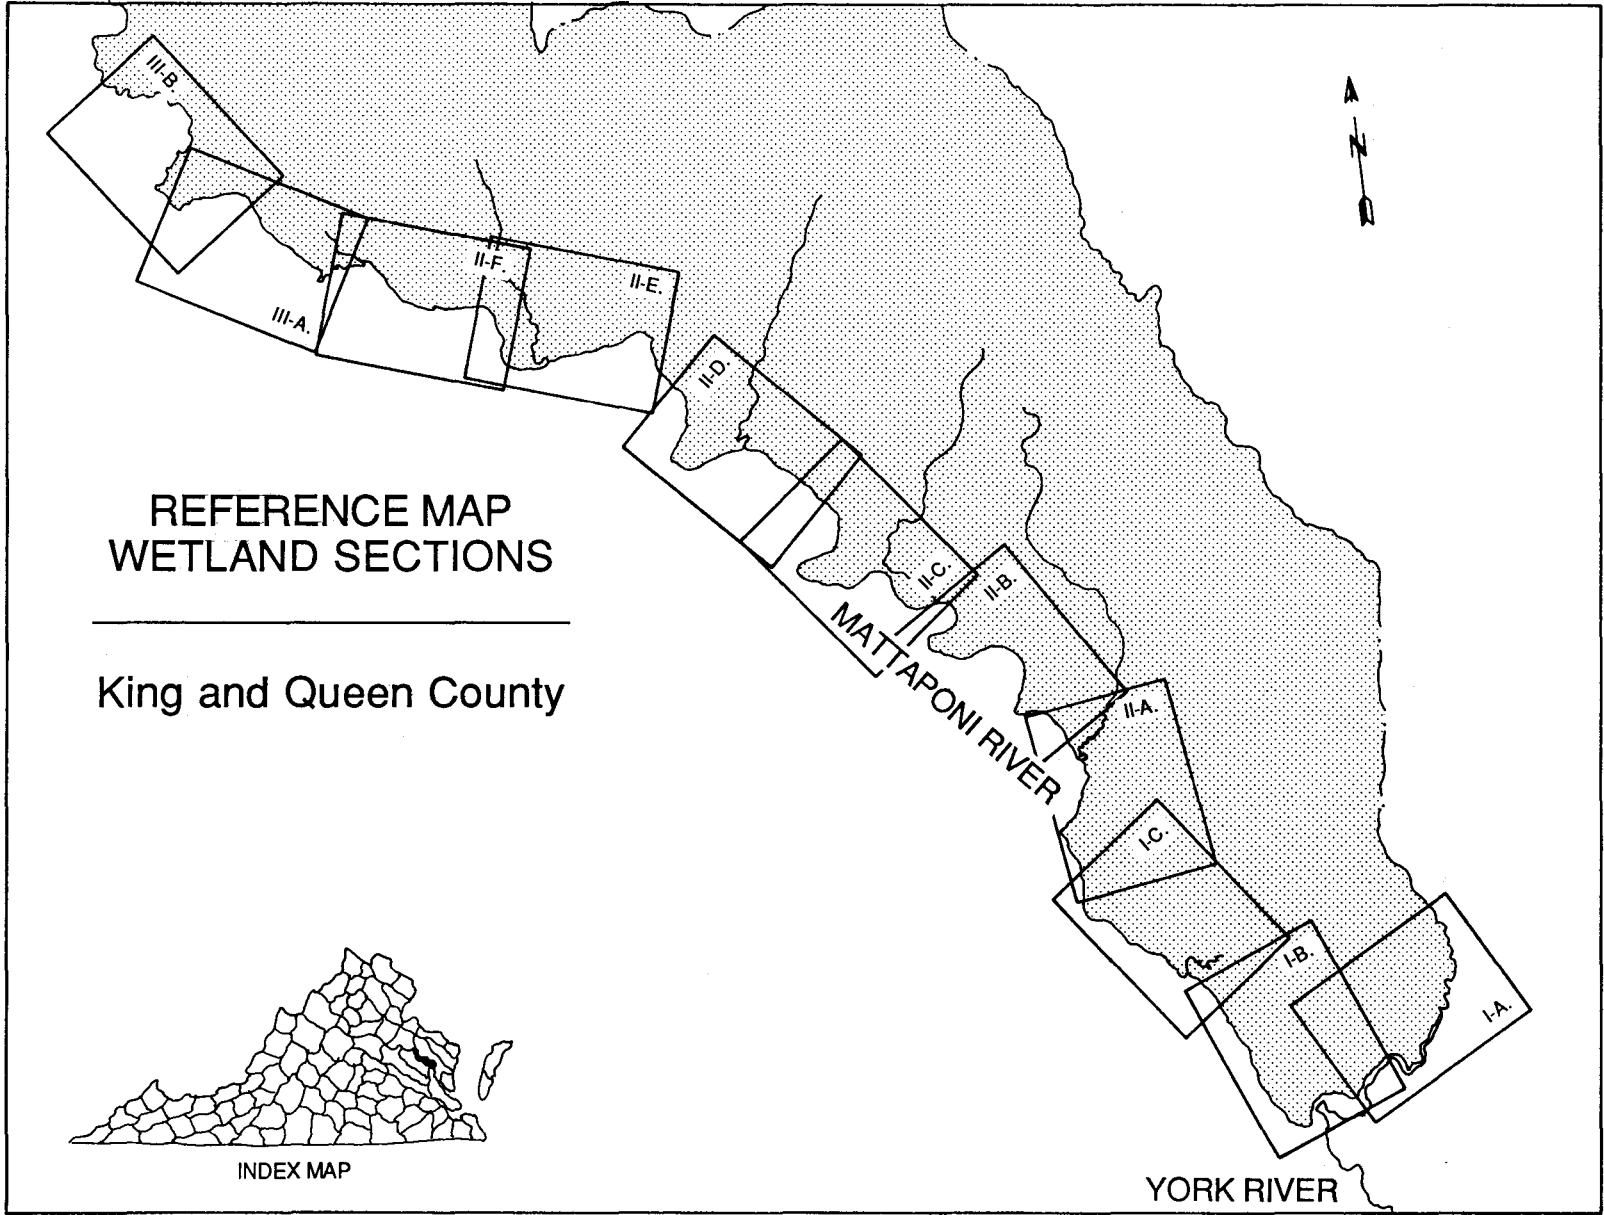 III-B.
N
II-F.
II-E.
III-A.
II-D.
REFERENCE MAP
WETLAND SECTIONS
II-C.
II-B.
MATTAPONI RIVER
King and Queen County
II-A.
I-C.
I-B.
I-A.
INDEX MAP
YORK RIVER